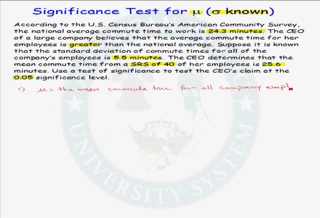 Significance Test for μ (σ known)
According to the U.S. Census Bureau's American Community Survey,
the national average commute time to work is 24.3 minutes. The CEO
of a large company believes that the average commute time for her
employees is greater than the national average. Suppose it is known
that the standard deviation of commute times for all of the
company's employees is 5.5 minutes. The CEO determines that the
mean commute time from a SRS of 40 of her employees is 25.6
minutes. Use a test of significance to test the CEO's claim at the
0.05 significance level.
1) μ = the mean commute time for all company empl
UNIVERSITY SYSTEM